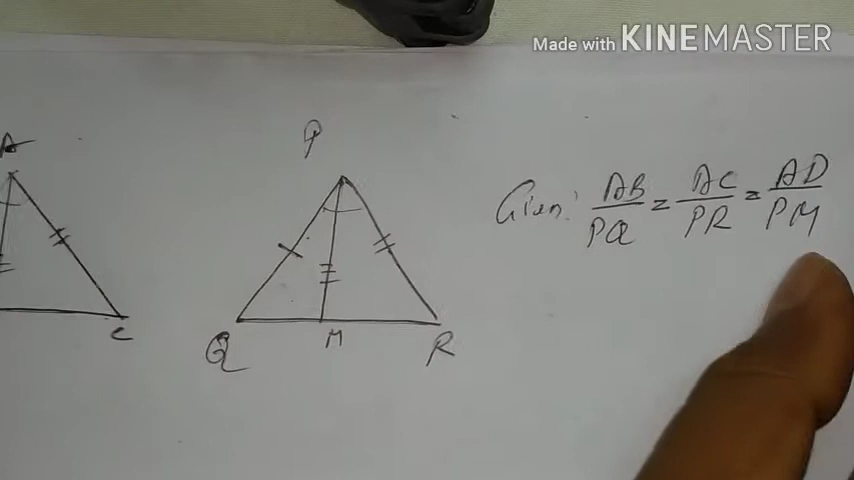 Made with KINEMASTER
A
P
Given: AB/PQ = AC/PR = AD/PM
C
Q
M
R